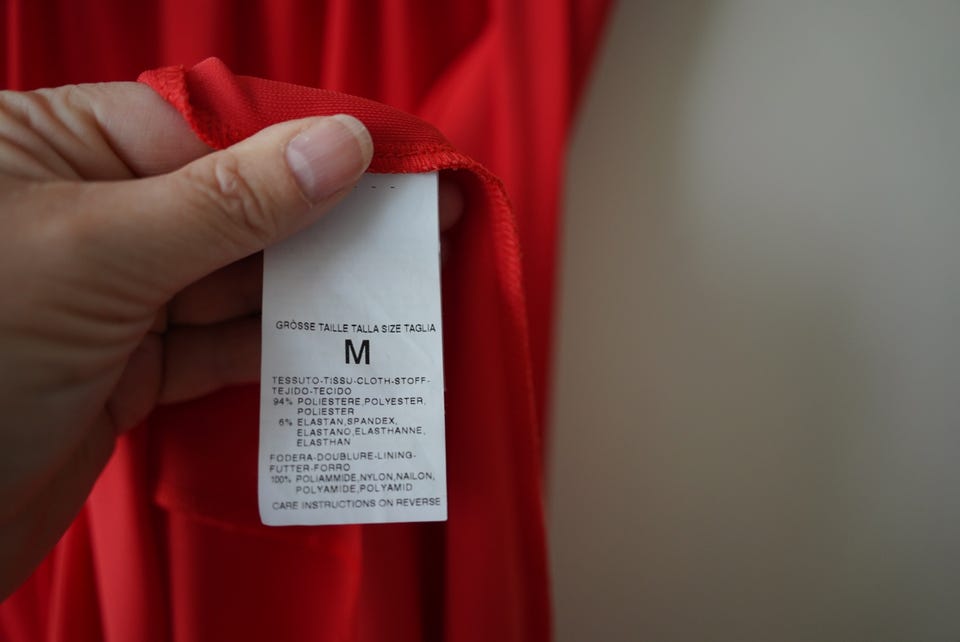 GRÒSSE TAILLE TALLA SIZE TAGLIA
M
TESSUTO-TISSU-CLOTH-STOFF-
TEJIDO-TECIDO
94% POLIESTERE,POLYESTER,
POLIESTER
6% ELASTAN,SPANDEX,
ELASTANO,ELASTHANNE,
ELASTHAN
FODERA-DOUBLURE-LINING-
FUTTER-FORRO
100% POLIAMMIDE,NYLON,NAILON,
POLYAMIDE,POLYAMID
CARE INSTRUCTIONS ON REVERSE